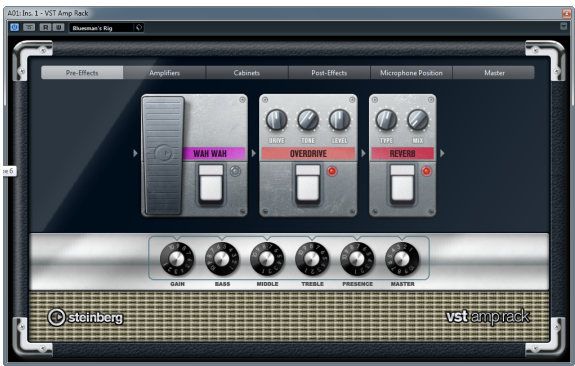 A01: Ins. 1 - VST Amp Rack
R W Bluesman's Rig
Pre-Effects Amplifiers Cabinets Post-Effects Microphone Position Master
DRIVE TONE LEVEL TYPE MIX
WAH WAH OVERDRIVE REVERB
GAIN BASS MIDDLE TREBLE PRESENCE MASTER
steinberg vst amp rack